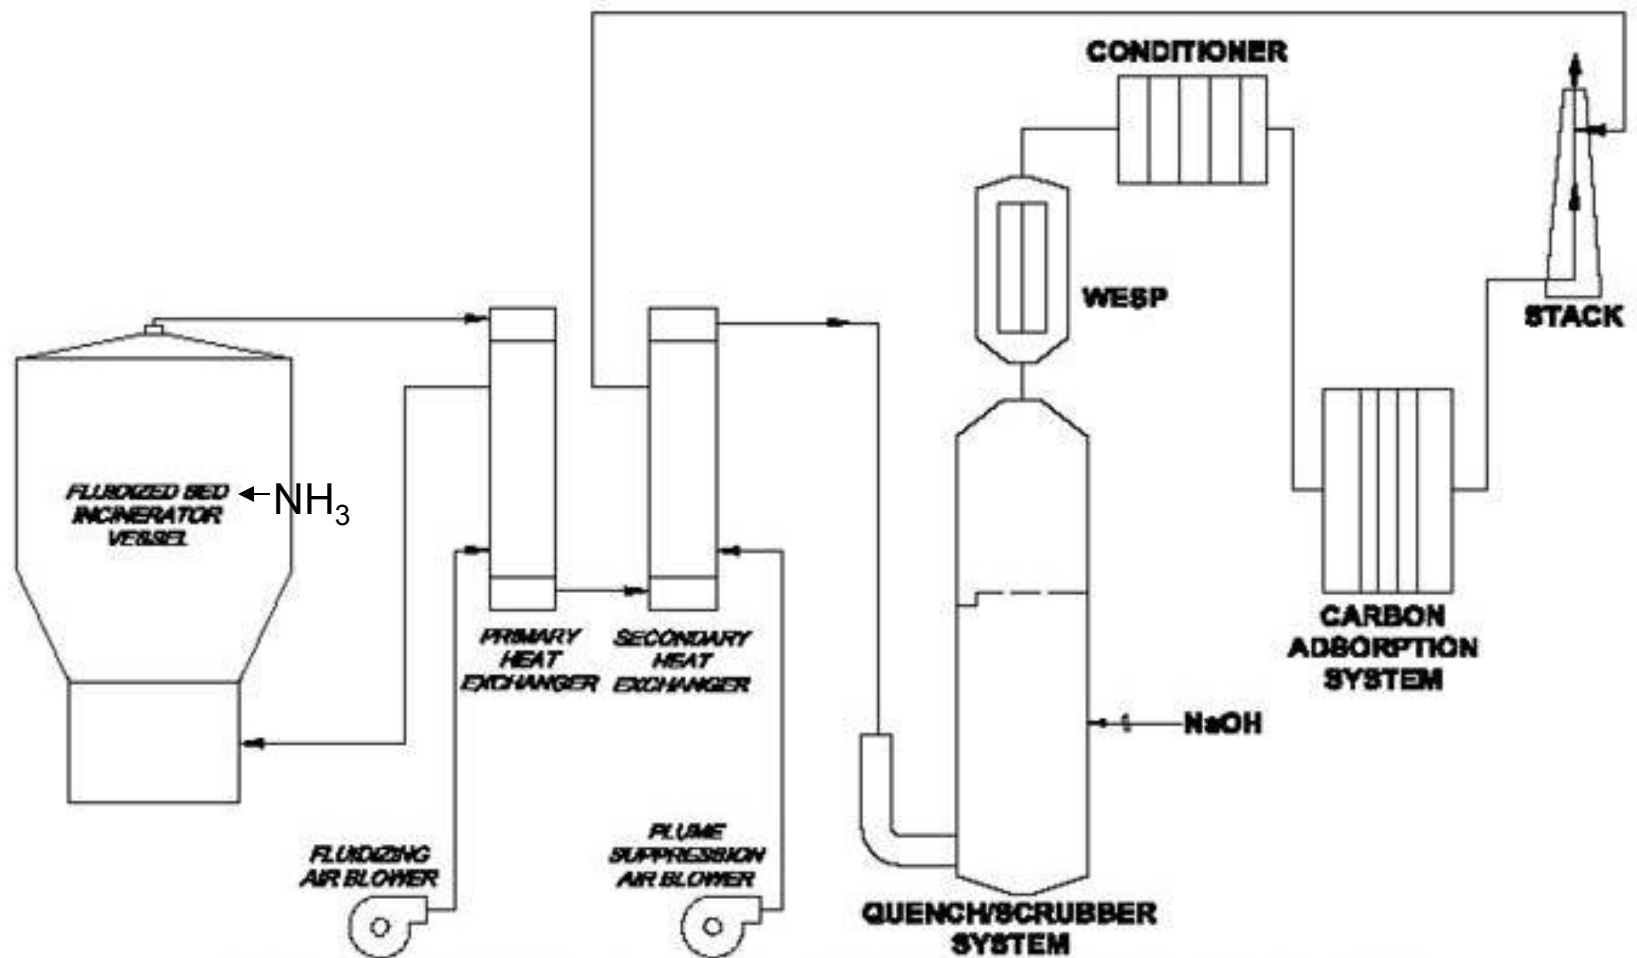 CONDITIONER
WESP
STACK
FLUIDIZED BED
INCINERATOR
VESSEL
NH3
PRIMARY
HEAT
EXCHANGER
SECONDARY
HEAT
EXCHANGER
CARBON
ADSORPTION
SYSTEM
NaOH
FLUIDIZING
AIR BLOWER
PLUME
SUPPRESSION
AIR BLOWER
QUENCH/SCRUBBER
SYSTEM